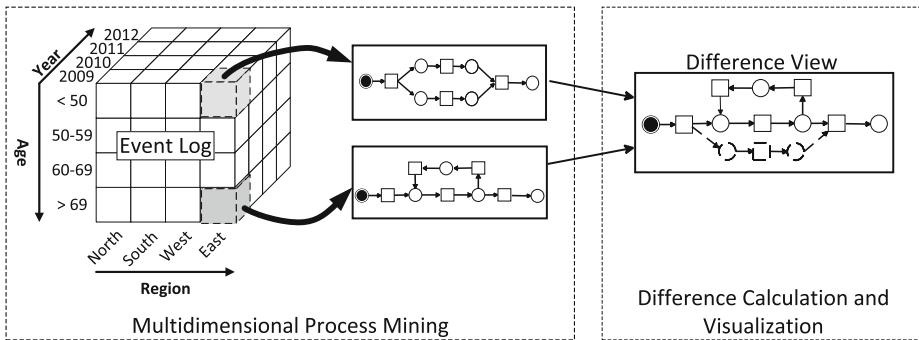 2012
2011
2010
2009
Year
< 50
50-59
60-69
> 69
Age
Event Log
North
South
West
East
Region
Multidimensional Process Mining
Difference View
Difference Calculation and
Visualization